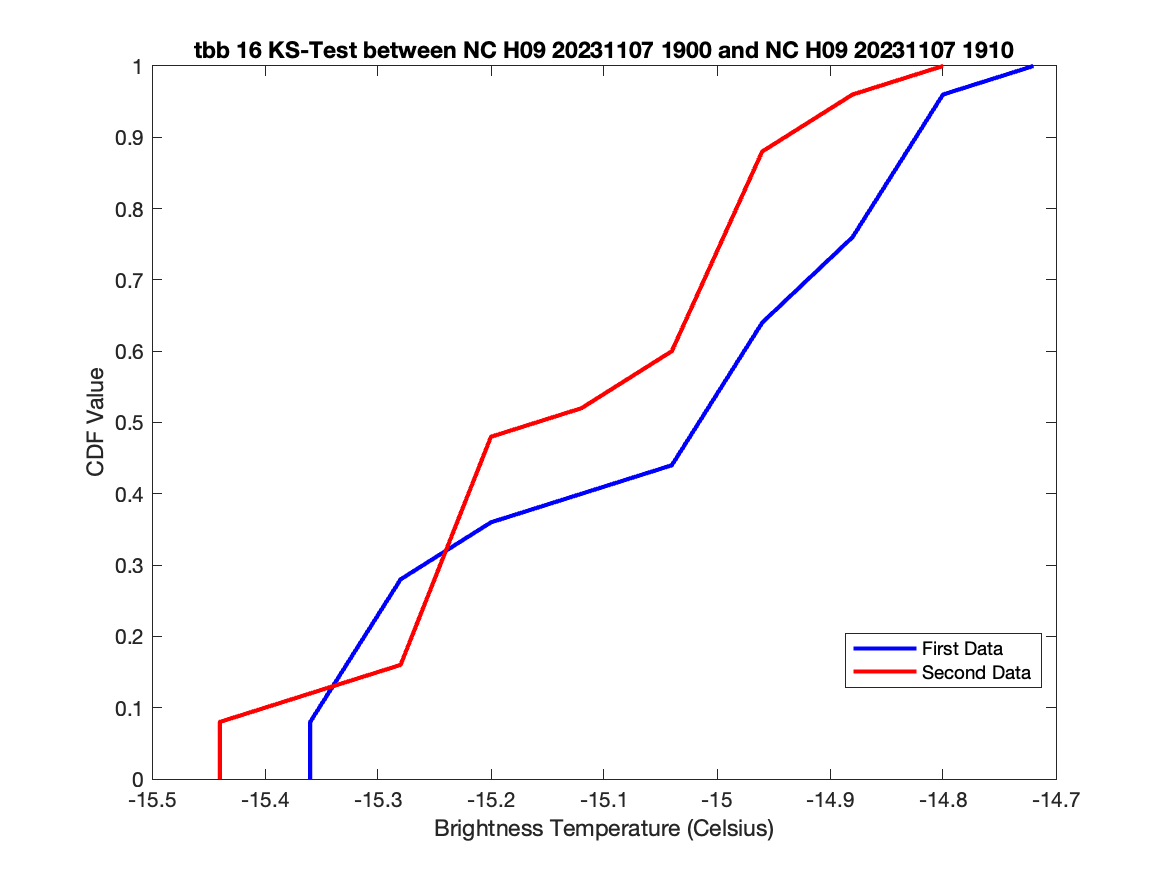 tbb 16 KS-Test between NC H09 20231107 1900 and NC H09 20231107 1910
1
0.9
0.8
0.7
0.6
0.5
0.4
0.3
0.2
0.1
0
CDF Value
First Data
Second Data
-15.5 -15.4 -15.3 -15.2 -15.1 -15 -14.9 -14.8 -14.7
Brightness Temperature (Celsius)